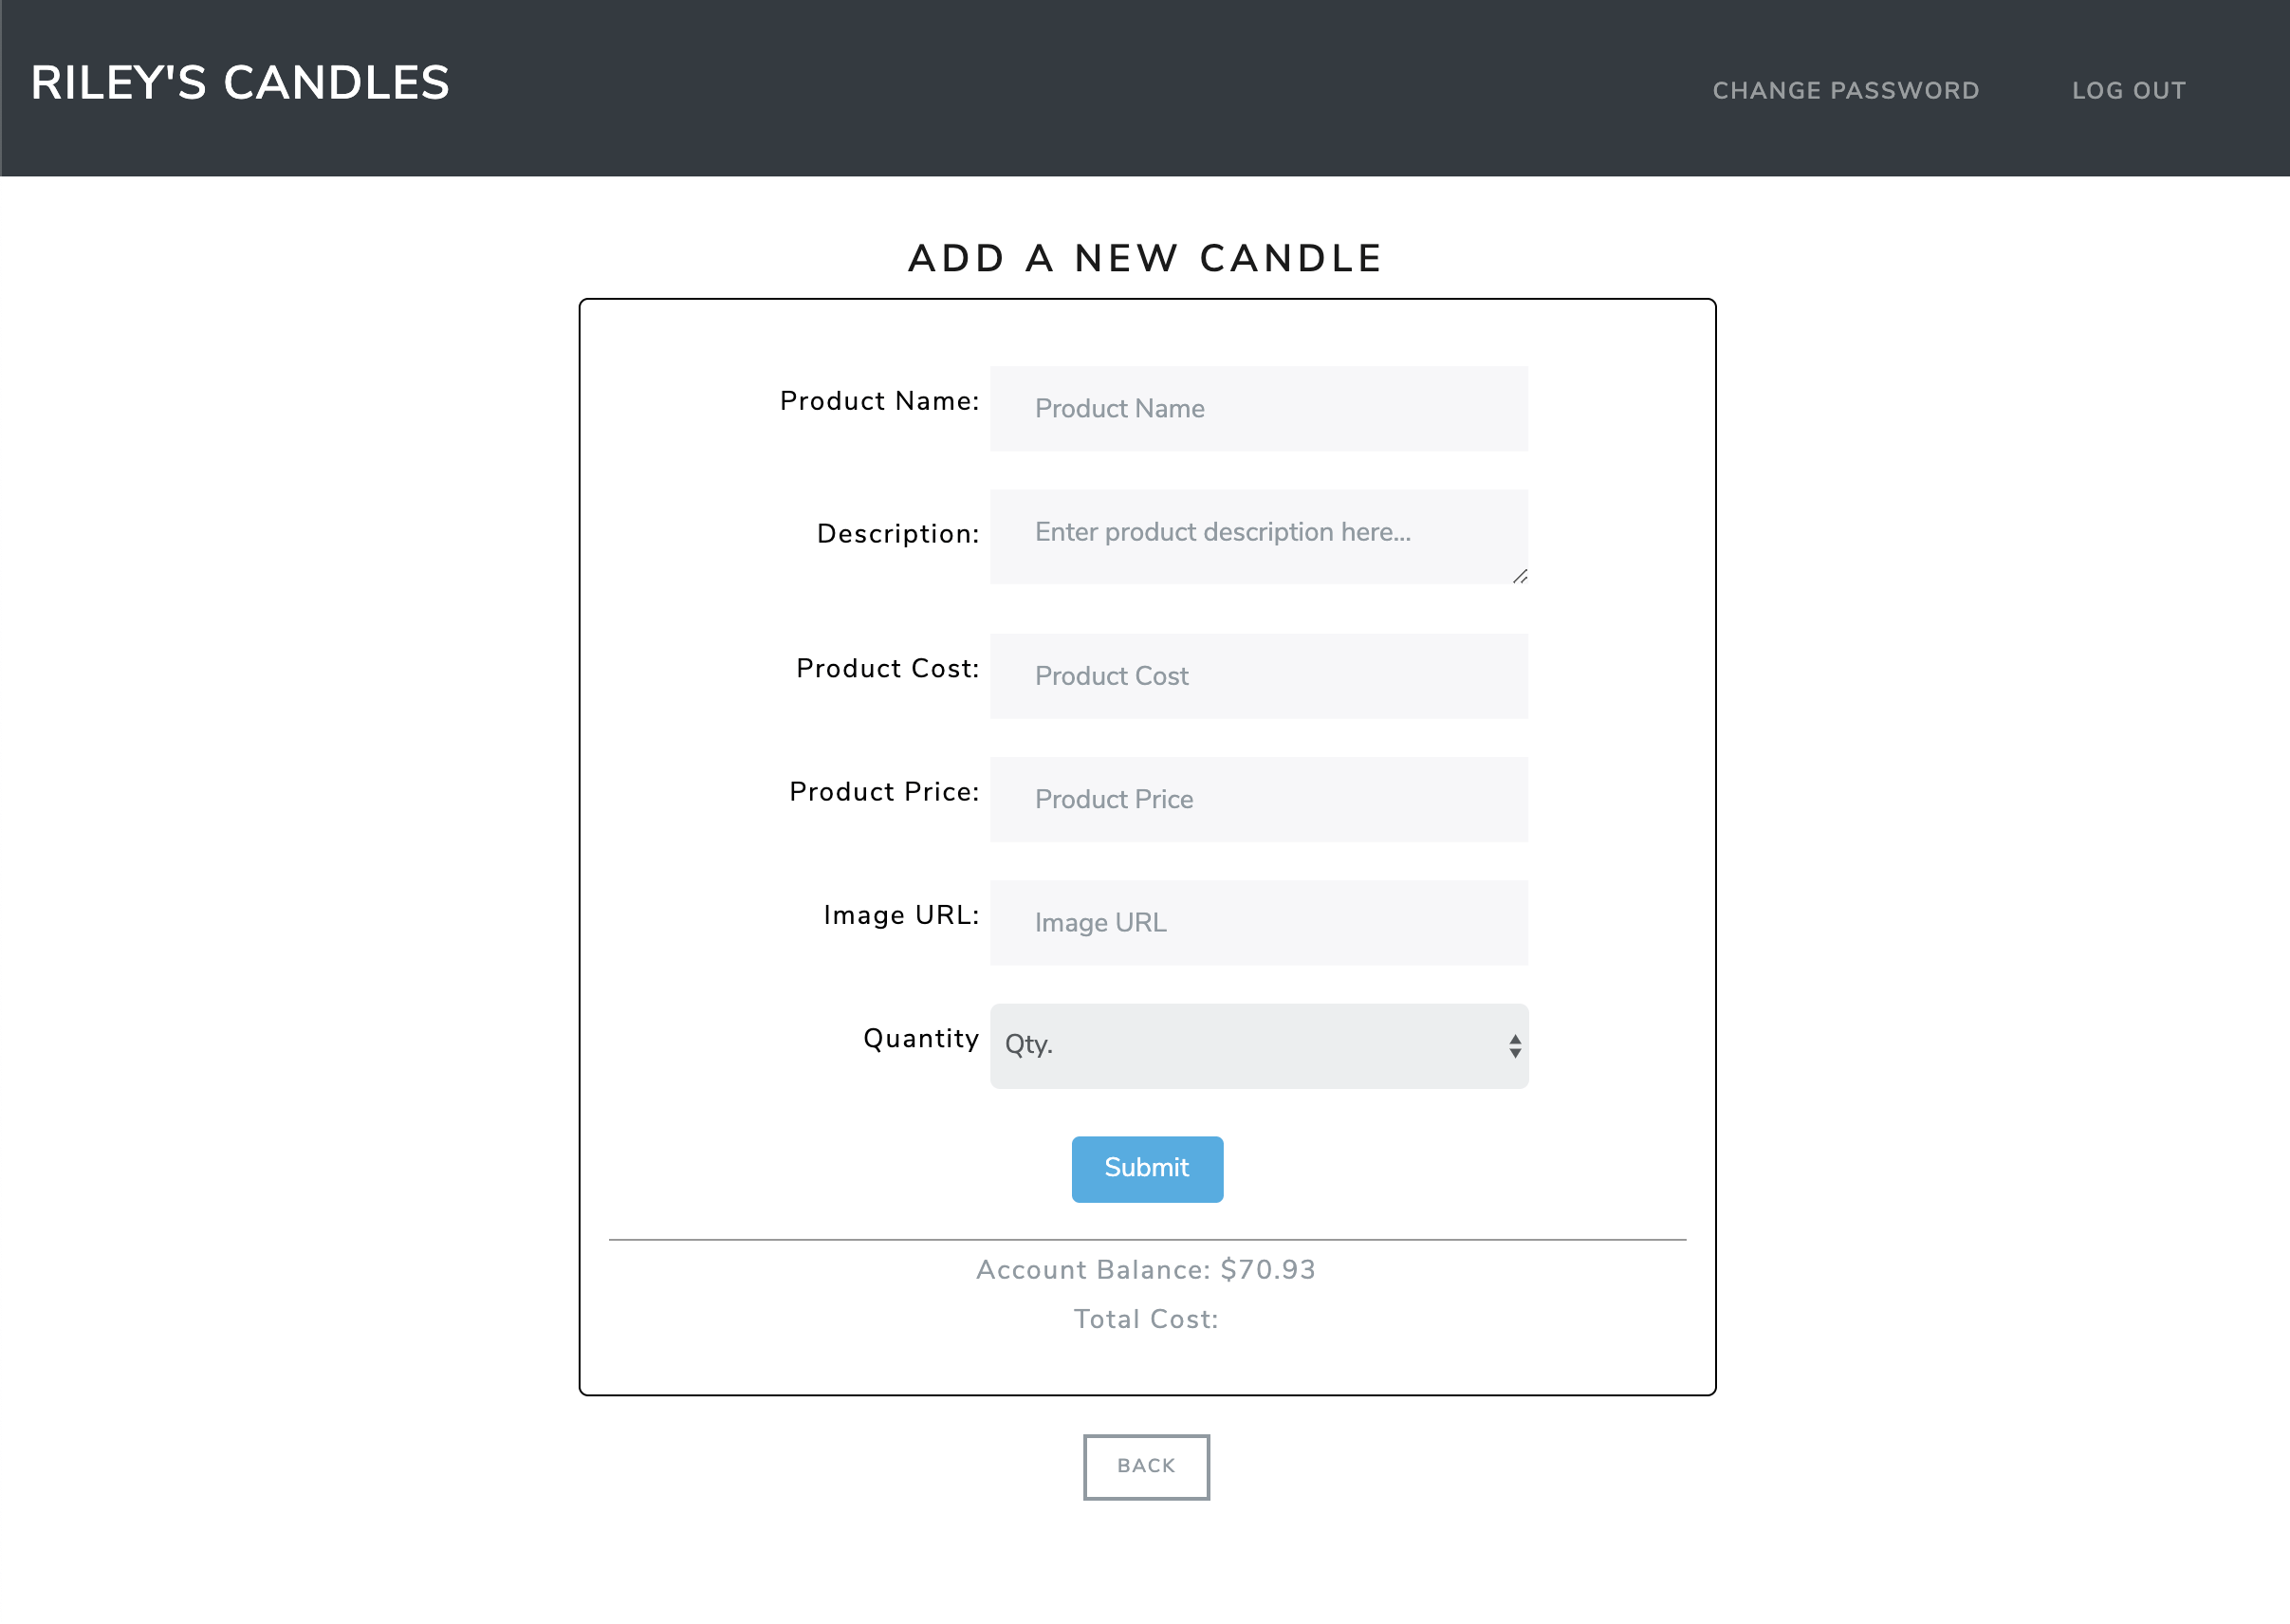 RILEY'S CANDLES
CHANGE PASSWORD
LOG OUT
ADD A NEW CANDLE
Product Name: Product Name
Description: Enter product description here...
Product Cost: Product Cost
Product Price: Product Price
Image URL: Image URL
Quantity Qty.
Submit
Account Balance: $70.93
Total Cost:
BACK